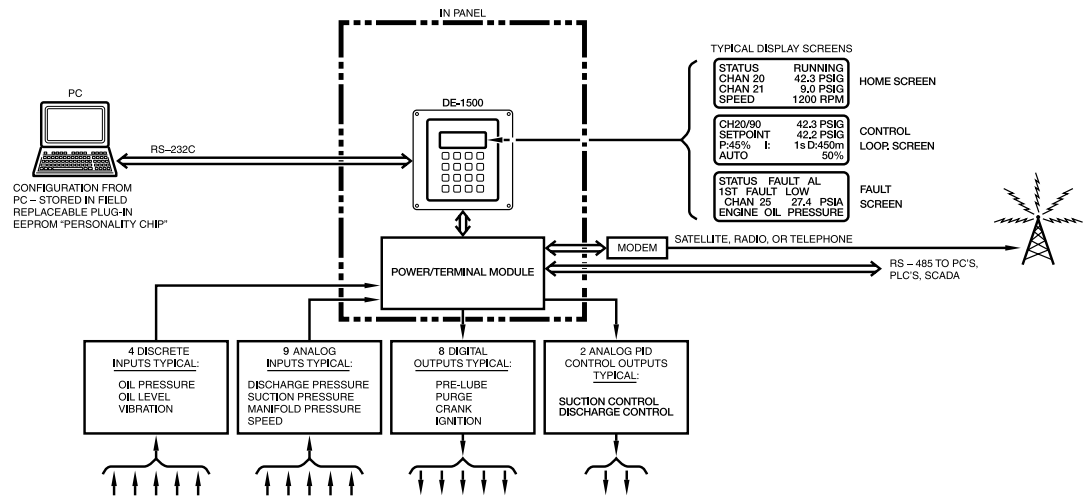 IN PANEL
TYPICAL DISPLAY SCREENS
STATUS RUNNING
CHAN 20 42.3 PSIG
CHAN 21 9.0 PSIG
SPEED 1200 RPM
HOME SCREEN
PC
DE-1500
CH20/90 42.3 PSIG
SETPOINT 42.2 PSIG
P:45% I: 1s D:450m
AUTO 50%
CONTROL
LOOP. SCREEN
RS–232C
STATUS FAULT AL
1ST FAULT LOW
CHAN 25 27.4 PSIA
ENGINE OIL PRESSURE
FAULT
SCREEN
CONFIGURATION FROM
PC – STORED IN FIELD
REPLACEABLE PLUG-IN
EEPROM "PERSONALITY CHIP"
MODEM
SATELLITE, RADIO, OR TELEPHONE
POWER/TERMINAL MODULE
RS – 485 TO PC'S,
PLC'S, SCADA
4 DISCRETE
INPUTS TYPICAL:
OIL PRESSURE
OIL LEVEL
VIBRATION
9 ANALOG
INPUTS TYPICAL:
DISCHARGE PRESSURE
SUCTION PRESSURE
MANIFOLD PRESSURE
SPEED
8 DIGITAL
OUTPUTS TYPICAL:
PRE-LUBE
PURGE
CRANK
IGNITION
2 ANALOG PID
CONTROL OUTPUTS
TYPICAL:
SUCTION CONTROL
DISCHARGE CONTROL